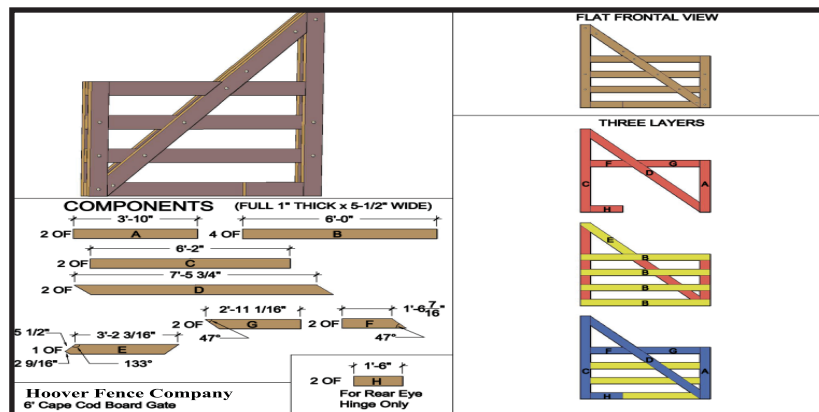 FLAT FRONTAL VIEW
THREE LAYERS
F G
D
C A
H
E
B
B
B
B
F G
D
C A
H
COMPONENTS (FULL 1" THICK x 5-1/2" WIDE)
3'-10" 6'-0"
2 OF A 4 OF B
6'-2"
2 OF C
7'-5 3/4"
2 OF D
2'-11 1/16" 1'-6 7/16"
2 OF G 2 OF F
47° 47°
5 1/2" 3'-2 3/16"
1 OF E
2 9/16" 133°
1'-6"
2 OF H
For Rear Eye
Hinge Only
Hoover Fence Company
6' Cape Cod Board Gate